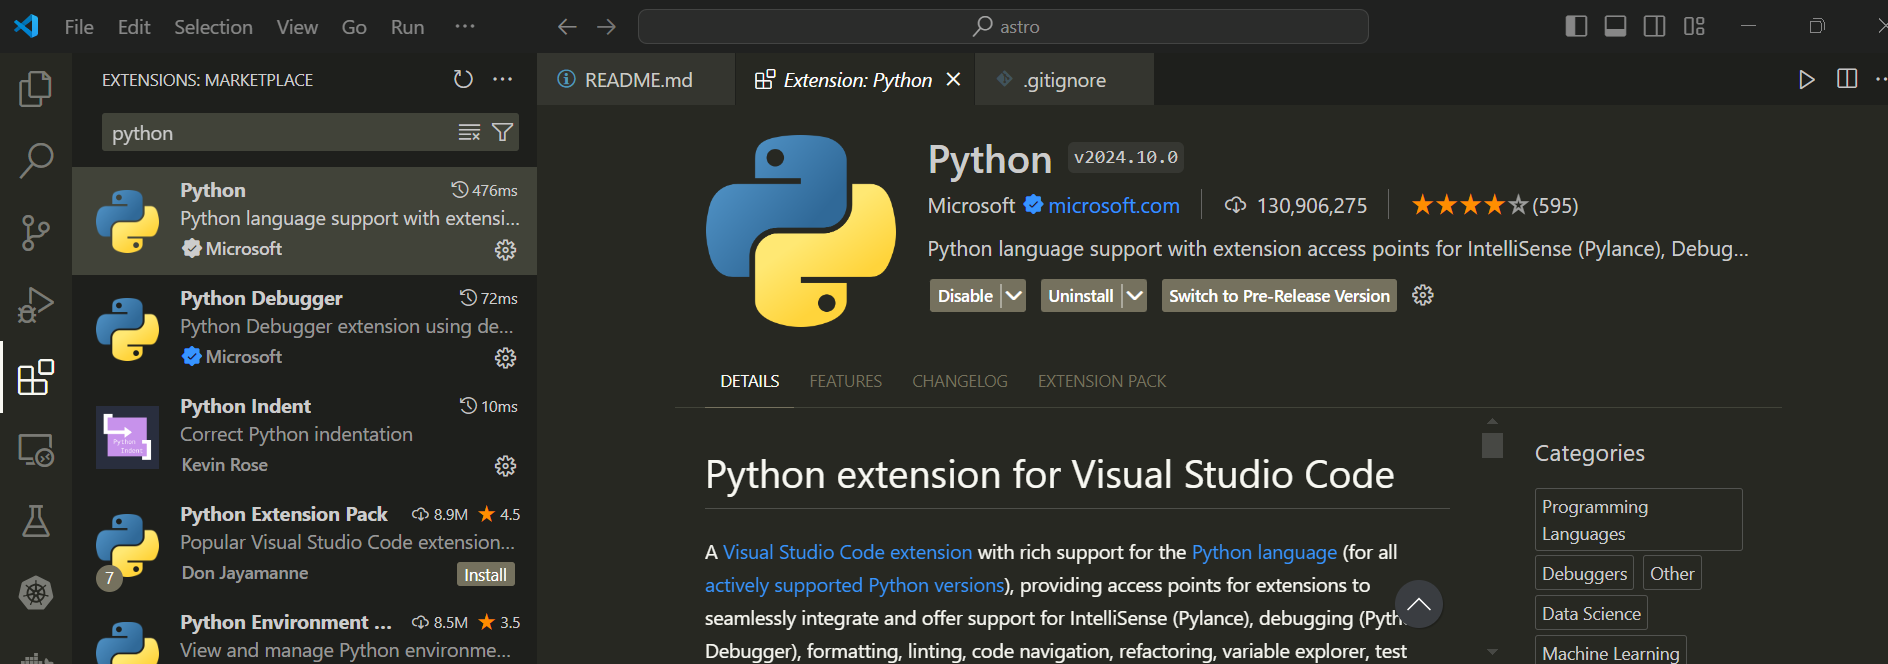 File Edit Selection View Go Run ··· astro
EXTENSIONS: MARKETPLACE
python
Python 476ms
Python language support with extensi...
Microsoft
Python Debugger 72ms
Python Debugger extension using de...
Microsoft
Python Indent
Python Indent 10ms
Correct Python indentation
Kevin Rose
Python Extension Pack 8.9M 4.5
Popular Visual Studio Code extension...
7 Don Jayamanne Install
Python Environment ... 8.5M 3.5
View and manage Python environme...
README.md Extension: Python .gitignore
Python v2024.10.0
Microsoft microsoft.com 130,906,275 (595)
Python language support with extension access points for IntelliSense (Pylance), Debug...
Disable Uninstall Switch to Pre-Release Version
DETAILS FEATURES CHANGELOG EXTENSION PACK
Python extension for Visual Studio Code
A Visual Studio Code extension with rich support for the Python language (for all
actively supported Python versions), providing access points for extensions to
seamlessly integrate and offer support for IntelliSense (Pylance), debugging (Pyth
Debugger), formatting, linting, code navigation, refactoring, variable explorer, test
Categories
Programming
Languages
Debuggers Other
Data Science
Machine Learning